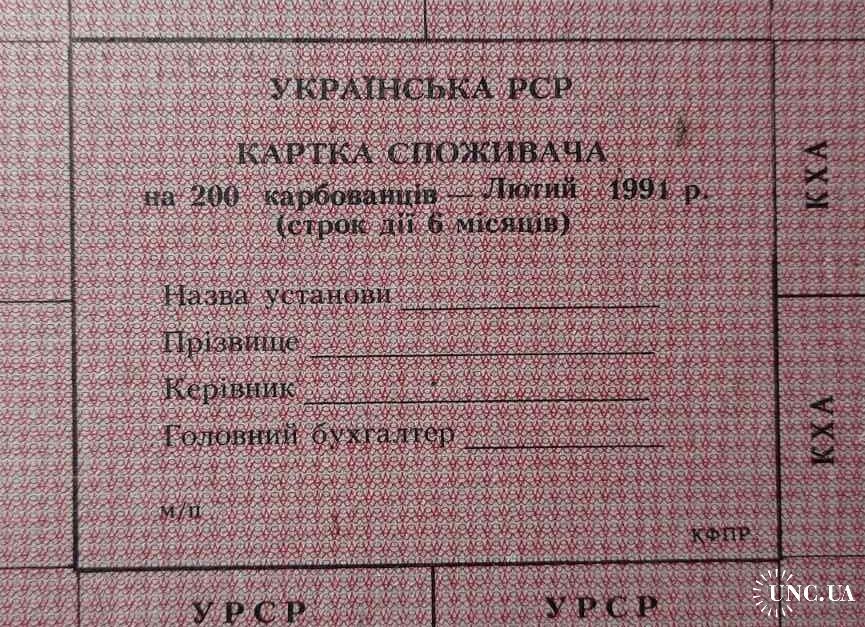 УКРАЇНСЬКА РСР
КАРТКА СПОЖИВАЧА
на 200 карбованців — Лютий 1991 р.
(строк дії 6 місяців)
Назва установи
Прізвище
Керівник
Головний бухгалтер
м/п
КФПР
КХА
КХА
УРСР
УРСР
UNC.UA